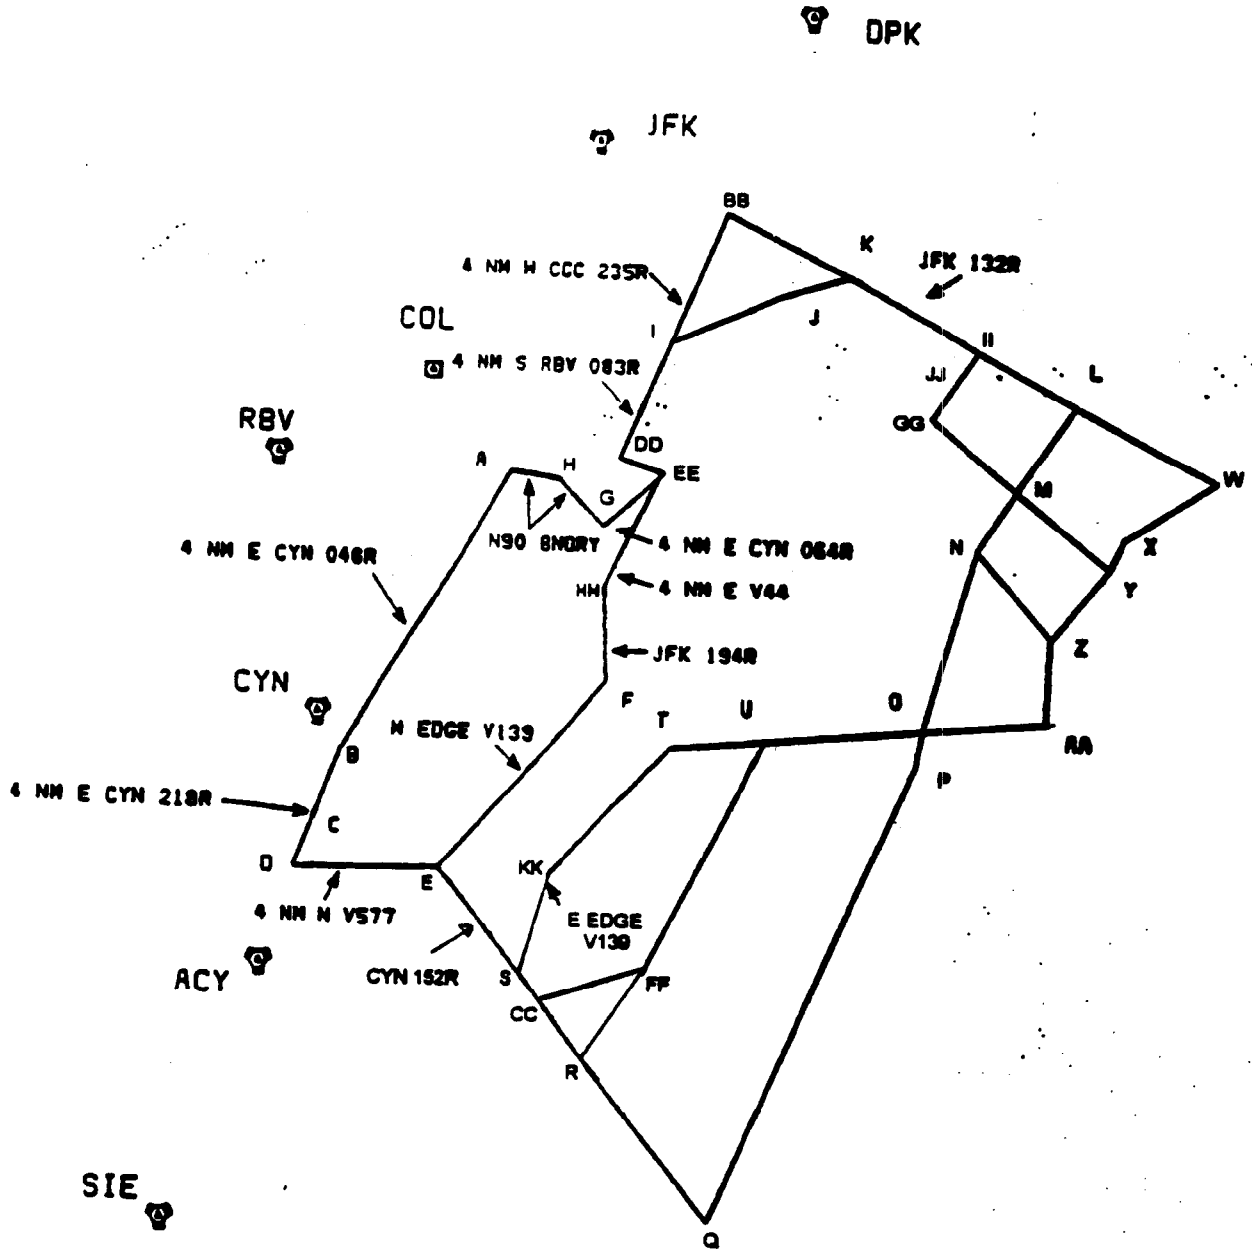 DPK
JFK
BB
K
4 NM W CCC 235R
JFK 132R
COL
I
J
II
4 NM S RBV 083R
JJ
L
RBV
GG
DD
A
H
EE
W
G
M
N90 BNDRY
4 NM E CYN 064R
4 NM E CYN 046R
N
X
HH
4 NM E V44
Y
JFK 194R
Z
CYN
F
T
U
O
W EDGE V139
AA
B
P
4 NM E CYN 218R
C
D
E
KK
4 NM N V577
E EDGE
V139
ACY
CYN 152R
S
FF
CC
R
SIE
Q